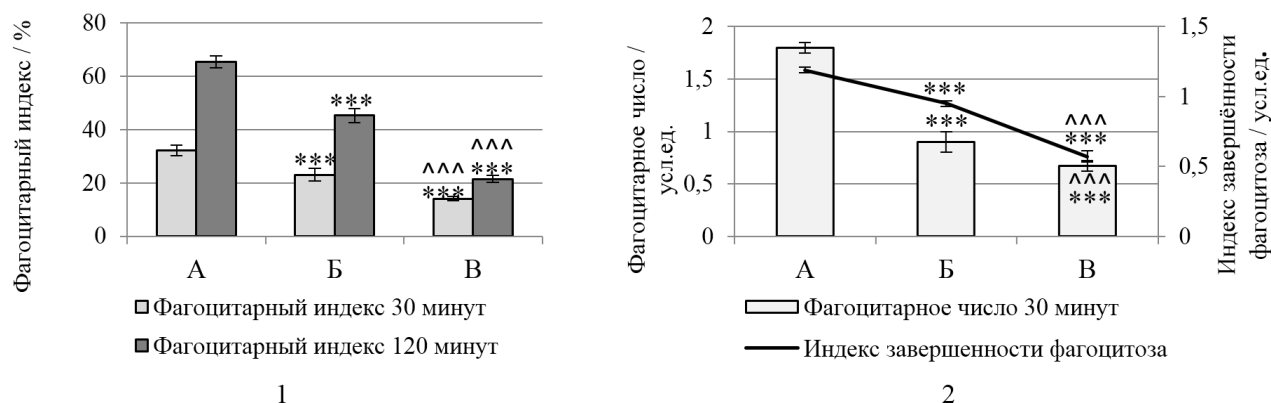 Фагоцитарный индекс / %
80
60
40
20
0
***
***
^^^
***
^^^
***
А
Б
В
Фагоцитарный индекс 30 минут
Фагоцитарный индекс 120 минут
1
Фагоцитарное число /
усл.ед.
2
1,5
1
0,5
0
***
***
^^^
***
^^^
***
А
Б
В
1,5
1
0,5
0
Индекс завершённости
фагоцитоза / усл.ед.
Фагоцитарное число 30 минут
Индекс завершенности фагоцитоза
2